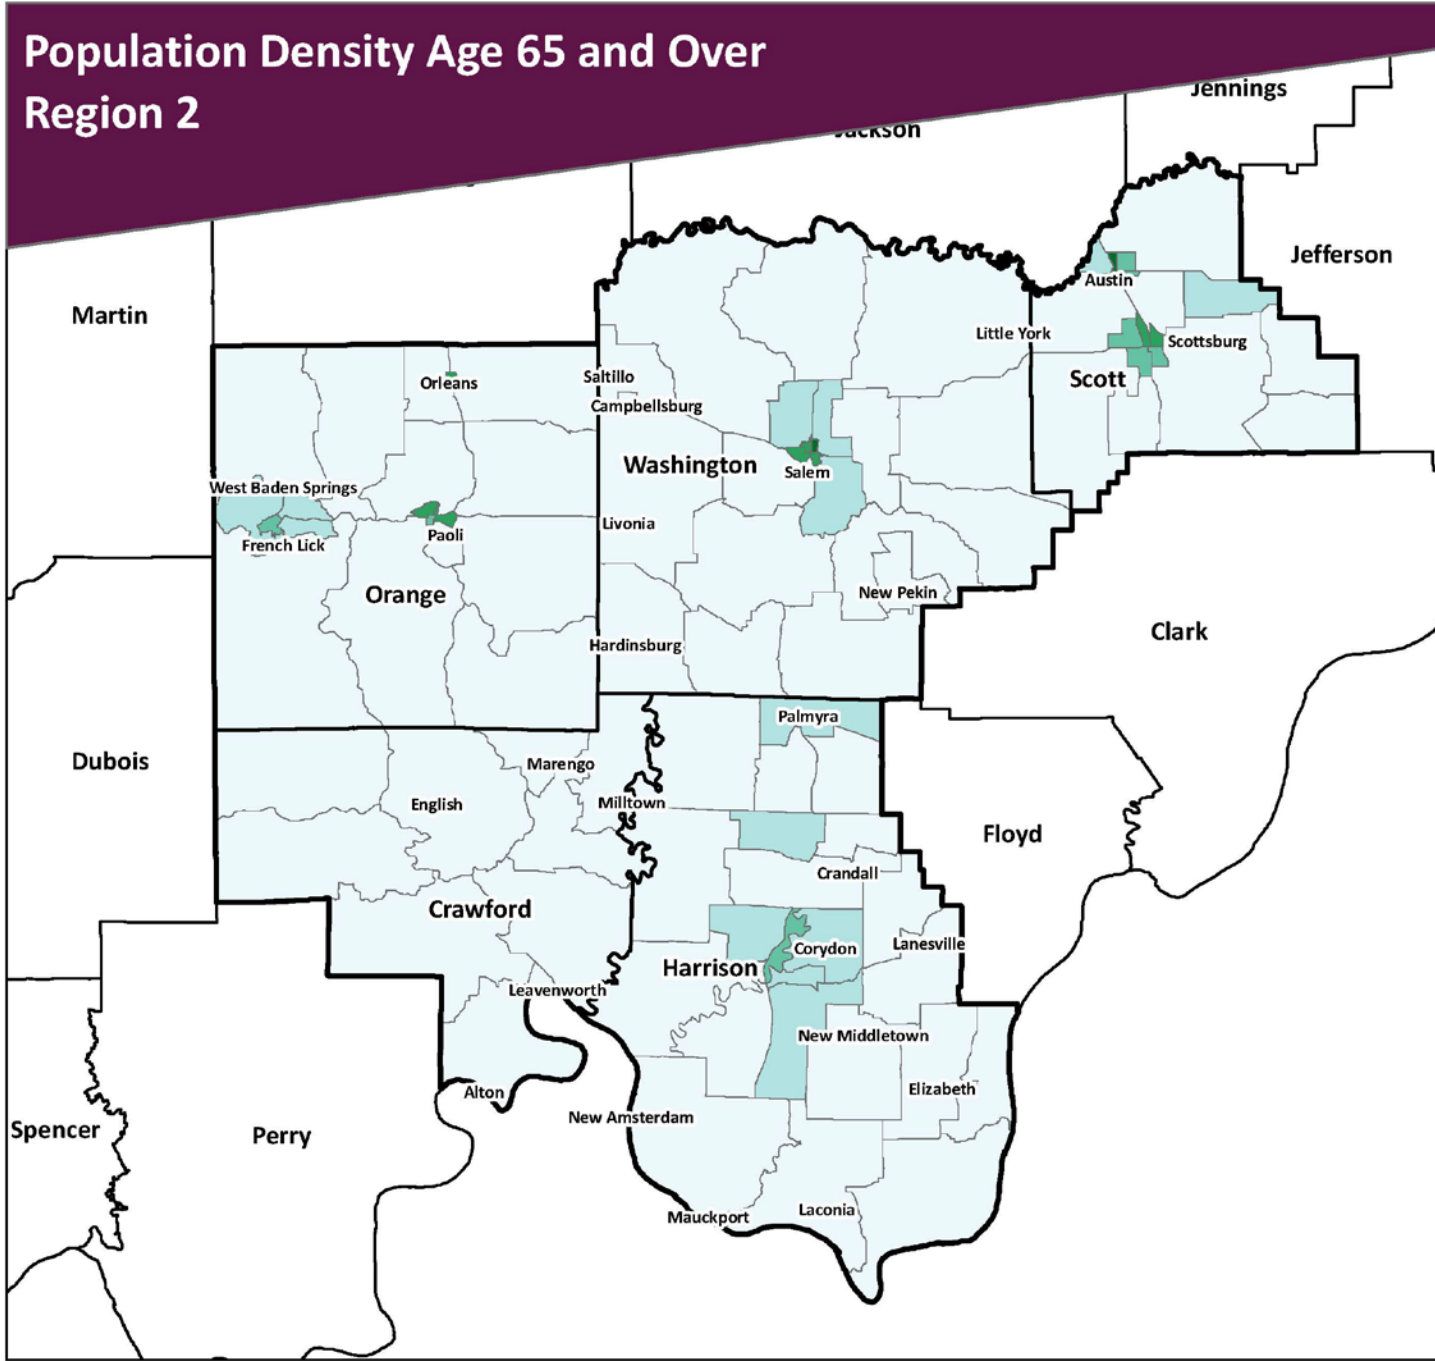 Population Density Age 65 and Over
Region 2
Jennings
Jackson
Jefferson
Martin
Austin
Little York
Scottsburg
Scott
Orleans
Saltillo
Campbellsburg
Washington
Salem
West Baden Springs
Livonia
Paoli
French Lick
Orange
New Pekin
Clark
Hardinsburg
Palmyra
Dubois
Marengo
English
Milltown
Floyd
Crandall
Crawford
Lanesville
Corydon
Harrison
Leavenworth
New Middletown
Elizabeth
Alton
New Amsterdam
Spencer
Perry
Laconia
Mauckport